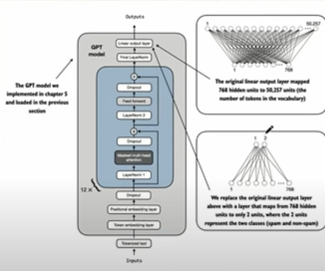 Outputs
GPT
model
Linear output layer
Final LayerNorm
Dropout
Feed forward
LayerNorm 2
Dropout
Masked multi-head
attention
LayerNorm 1
12 ×
Dropout
Positional embedding layer
Token embedding layer
Tokenized text
Inputs
The GPT model we
implemented in chapter 5
and loaded in the previous
section
1
50,257
1
768
The original linear output layer mapped
768 hidden units to 50,257 units (the
number of tokens in the vocabulary)
1 2
1
768
We replace the original linear output layer
above with a layer that maps from 768 hidden
units to only 2 units, where the 2 units
represent the two classes (spam and non-spam)